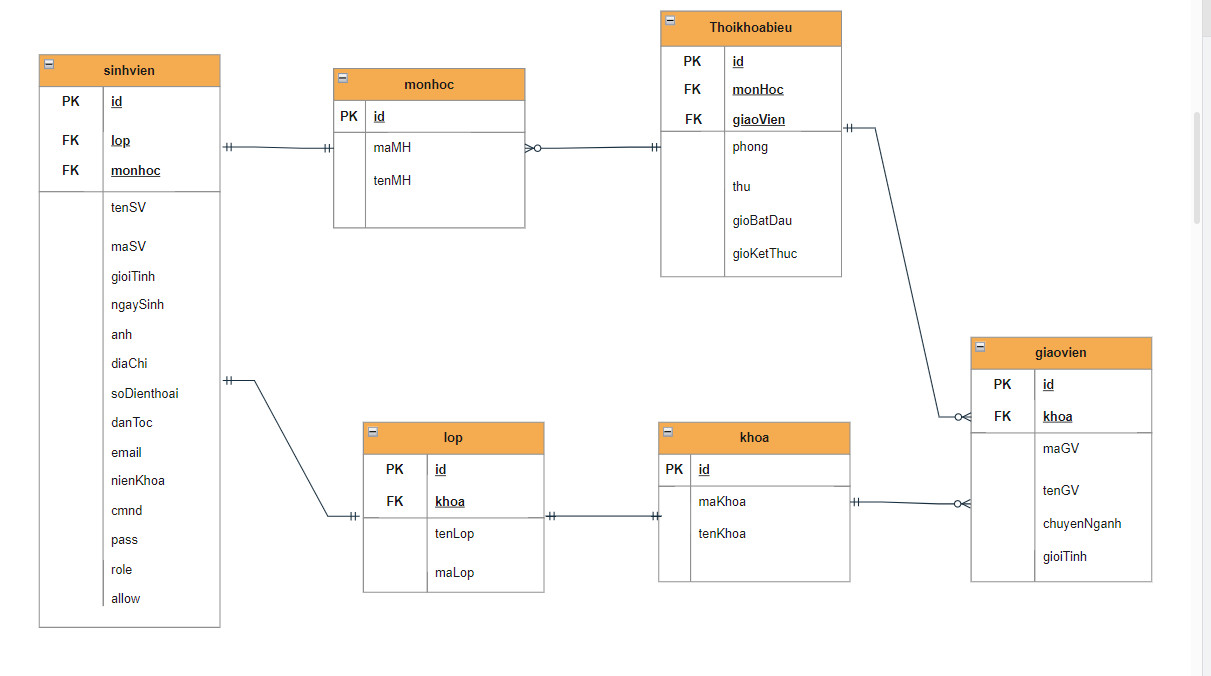 sinhvien
PK id
FK lop
FK monhoc
tenSV
maSV
gioiTinh
ngaySinh
anh
diaChi
soDienthoai
danToc
email
nienKhoa
cmnd
pass
role
allow
monhoc
PK id
maMH
tenMH
Thoikhoabieu
PK id
FK monHoc
FK giaoVien
phong
thu
gioBatDau
gioKetThuc
lop
PK id
FK khoa
tenLop
maLop
khoa
PK id
maKhoa
tenKhoa
giaovien
PK id
FK khoa
maGV
tenGV
chuyenNganh
gioiTinh